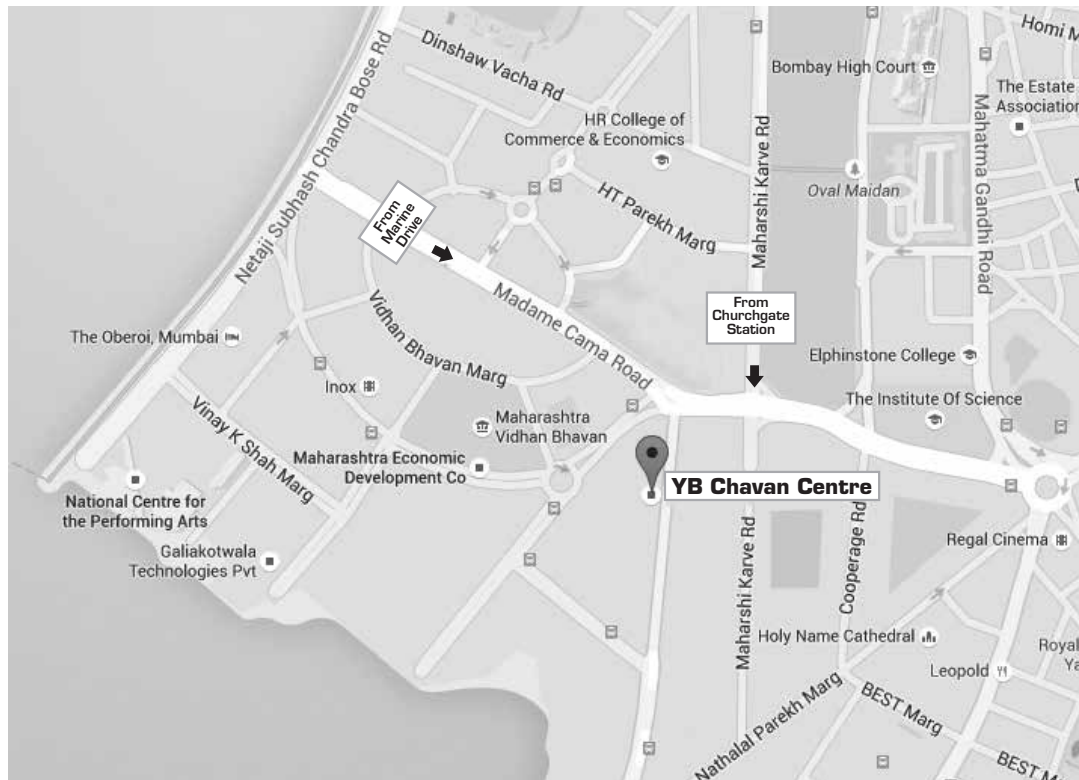 Dinshaw Vacha Rd
Netaji Subhash Chandra Bose Rd
Bombay High Court
Homi
The Estate
Association
HR College of
Commerce & Economics
Maharshi Karve Rd
Oval Maidan
Mahatma Gandhi Road
HT Parekh Marg
From
Marine
Drive
Madame Cama Road
From
Churchgate
Station
The Oberoi, Mumbai
Vidhan Bhavan Marg
Elphinstone College
Inox
The Institute Of Science
Maharashtra
Vidhan Bhavan
Vinay K Shah Marg
Maharashtra Economic
Development Co
YB Chavan Centre
National Centre for
the Performing Arts
Galiakotwala
Technologies Pvt
Maharshi Karve Rd
Cooperage Rd
Regal Cinema
Holy Name Cathedral
Royal
Ya
Leopold
BEST Marg
Nathalal Parekh Marg
BEST M